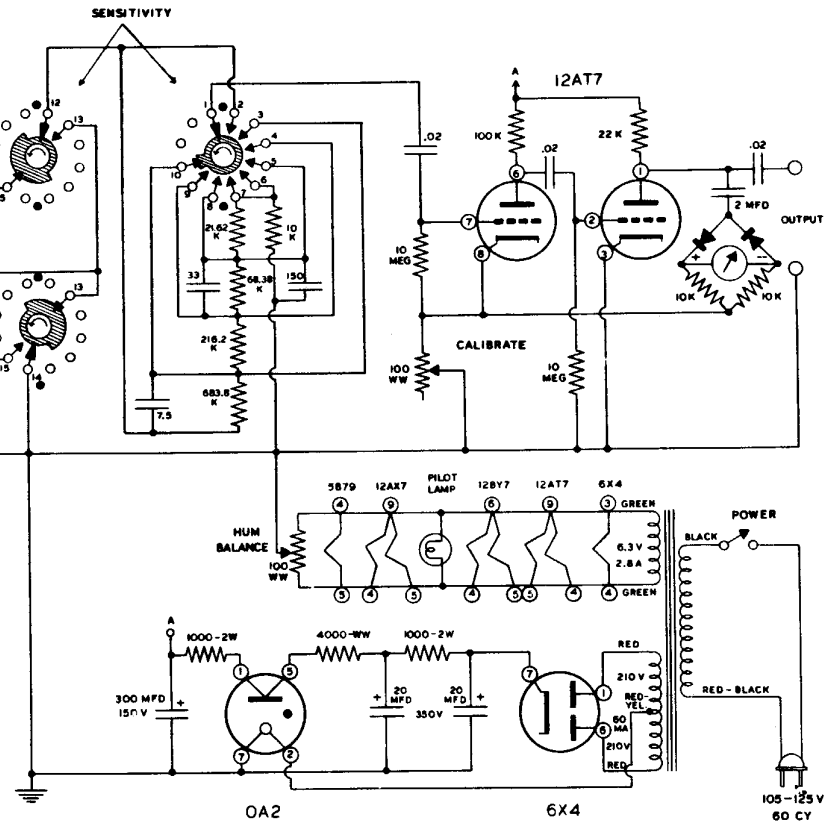 SENSITIVITY
12
13
15
13
15
14
1
2
3
4
5
6
7
8
9
10
21.62 K
10 K
33
68.38 K
150
216.2 K
683.8 K
7.5
.02
10 MEG
CALIBRATE
100 WW
A
12AT7
100 K
22 K
.02
6
7
8
1
2
3
10 MEG
.02
2 MFD
OUTPUT
+
--
10K
10 K
5879
12AX7
PILOT LAMP
12BY7
12AT7
6X4
4
9
6
9
3
GREEN
HUM BALANCE
100 WW
6.3 V
2.8 A
5
4
5
4
5
5
4
4
GREEN
BLACK
POWER
RED-BLACK
105-125 V
60 CY
A
1000-2W
4000-WW
1000-2W
1
5
7
2
300 MFD
150 V
+
+
20 MFD
20 MFD
350V
+
7
1
6
RED
210 V
RED-YEL.
60 MA
210V
RED
0A2
6X4